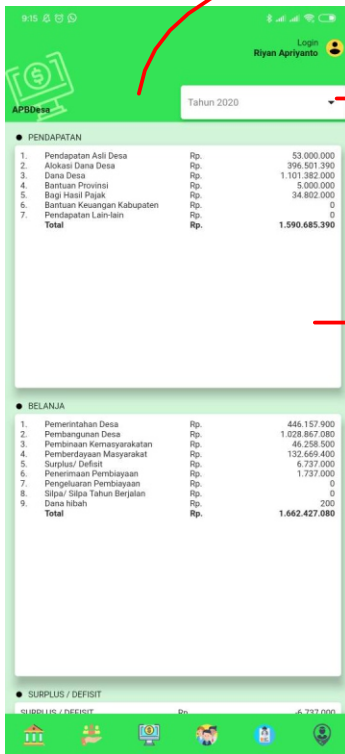 9:15
Login
Riyan Apriyanto
APBDesa
Tahun 2020
PENDAPATAN
1. Pendapatan Asli Desa Rp. 53.000.000
2. Alokasi Dana Desa Rp. 396.501.390
3. Dana Desa Rp. 1.101.382.000
4. Bantuan Provinsi Rp. 5.000.000
5. Bagi Hasil Pajak Rp. 34.802.000
6. Bantuan Keuangan Kabupaten Rp. 0
7. Pendapatan Lain-lain Rp. 0
Total Rp. 1.590.685.390
BELANJA
1. Pemerintahan Desa Rp. 446.157.900
2. Pembangunan Desa Rp. 1.028.867.080
3. Pembinaan Kemasyarakatan Rp. 46.258.500
4. Pemberdayaan Masyarakat Rp. 132.669.400
5. Surplus/ Defisit Rp. 6.737.000
6. Penerimaan Pembiayaan Rp. 1.737.000
7. Pengeluaran Pembiayaan Rp. 0
8. Silpa/ Silpa Tahun Berjalan Rp. 0
9. Dana hibah Rp. 200
Total Rp. 1.662.427.080
SURPLUS / DEFISIT
SURPLUS / DEFISIT Rp. -6.737.000